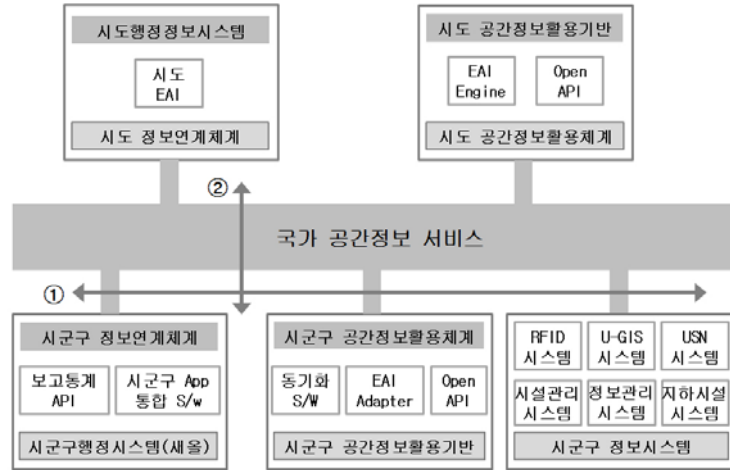 시도행정정보시스템
시도
EAI
시도 정보연계체계
시도 공간정보활용기반
EAI
Engine
Open
API
시도 공간정보활용체계
②
국가 공간정보 서비스
①
시군구 정보연계체계
보고통계
API
시군구 App
통합 S/w
시군구행정시스템(새올)
시군구 공간정보활용체계
동기화
S/W
EAI
Adapter
Open
API
시군구 공간정보활용기반
RFID
시스템
U-GIS
시스템
USN
시스템
시설관리
시스템
정보관리
시스템
지하시설
시스템
시군구 정보시스템